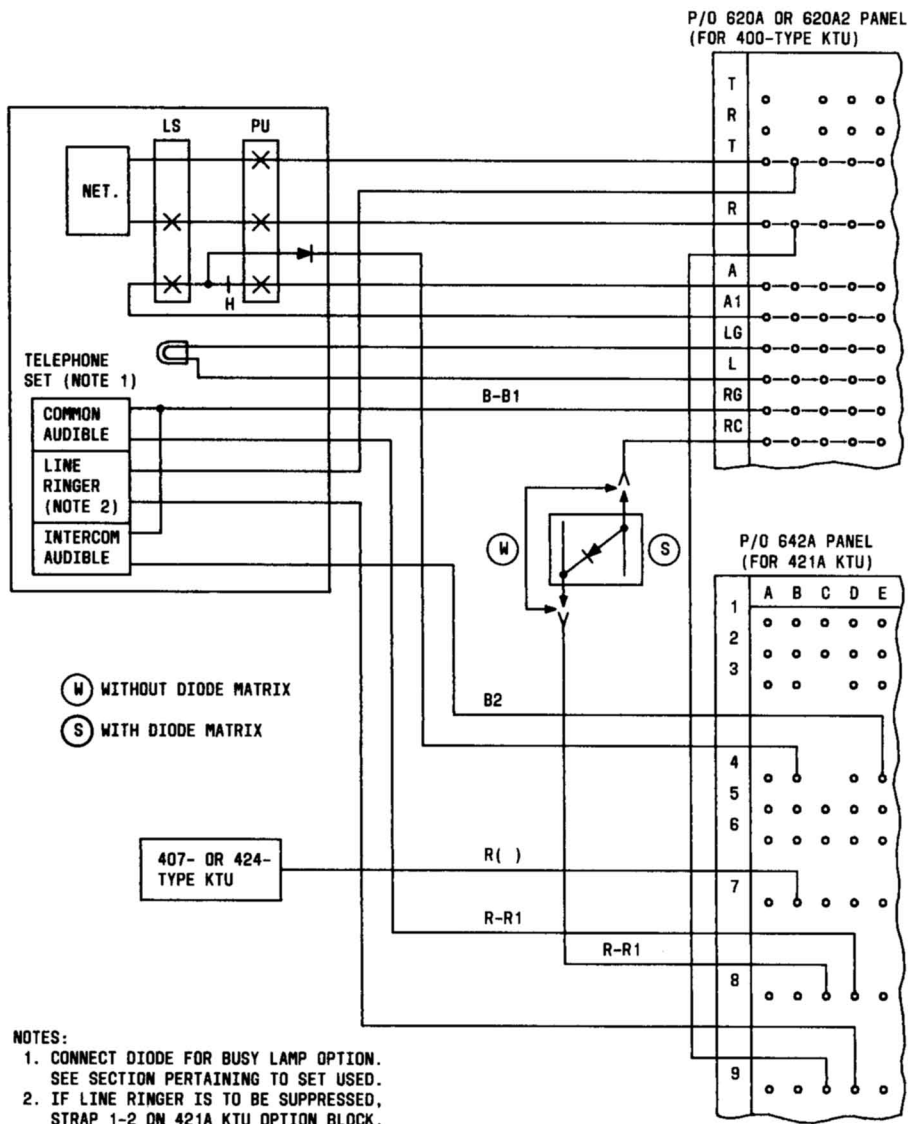 P/O 620A OR 620A2 PANEL
(FOR 400-TYPE KTU)
T
R
T
R
A
A1
LG
L
RG
RC
LS
PU
NET.
H
TELEPHONE
SET (NOTE 1)
COMMON
AUDIBLE
LINE
RINGER
(NOTE 2)
INTERCOM
AUDIBLE
B-B1
W
S
P/O 642A PANEL
(FOR 421A KTU)
A B C D E
1
2
3
4
5
6
7
8
9
W WITHOUT DIODE MATRIX
S WITH DIODE MATRIX
B2
407- OR 424-
TYPE KTU
R( )
R-R1
R-R1
NOTES:
1. CONNECT DIODE FOR BUSY LAMP OPTION.
SEE SECTION PERTAINING TO SET USED.
2. IF LINE RINGER IS TO BE SUPPRESSED,
STRAP 1-2 ON 421A KTU OPTION BLOCK.